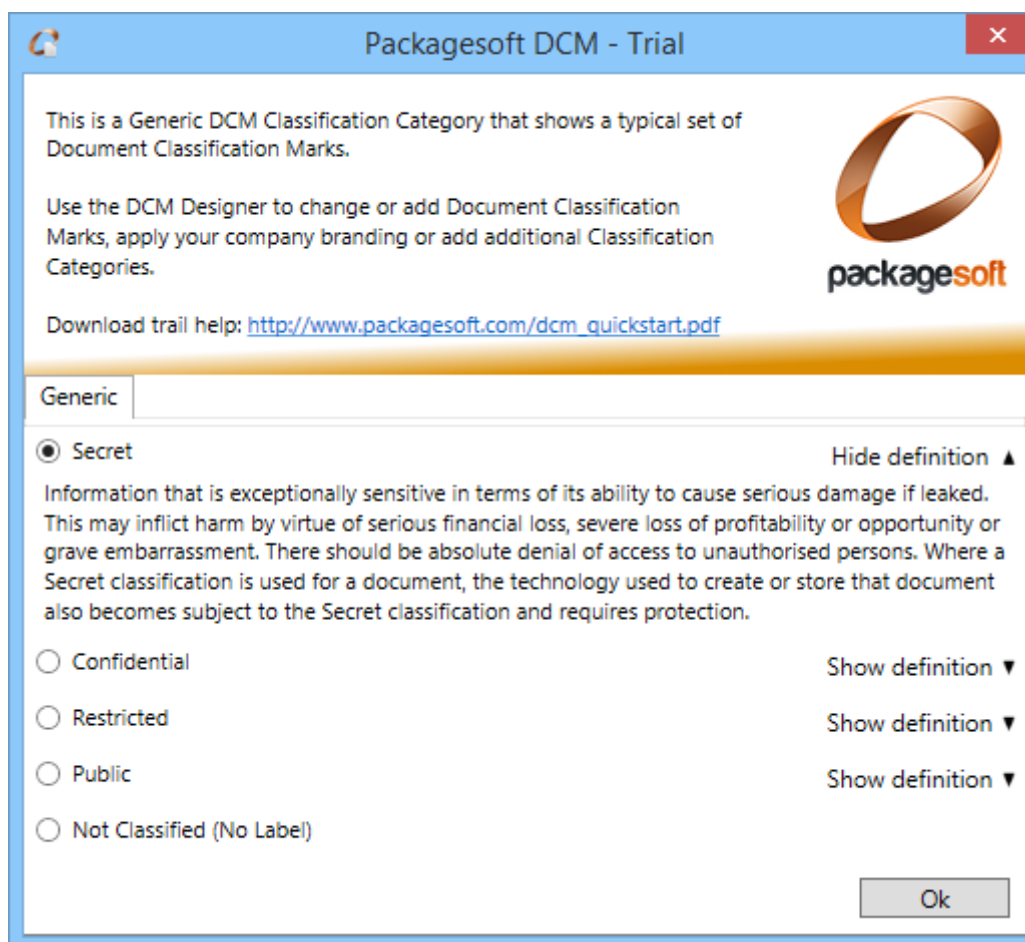 Packagesoft DCM - Trial
This is a Generic DCM Classification Category that shows a typical set of
Document Classification Marks.
Use the DCM Designer to change or add Document Classification
Marks, apply your company branding or add additional Classification
Categories.
packagesoft
Download trail help: http://www.packagesoft.com/dcm_quickstart.pdf
Generic
Secret
Hide definition ▲
Information that is exceptionally sensitive in terms of its ability to cause serious damage if leaked.
This may inflict harm by virtue of serious financial loss, severe loss of profitability or opportunity or
grave embarrassment. There should be absolute denial of access to unauthorised persons. Where a
Secret classification is used for a document, the technology used to create or store that document
also becomes subject to the Secret classification and requires protection.
Confidential
Show definition ▼
Restricted
Show definition ▼
Public
Show definition ▼
Not Classified (No Label)
Ok